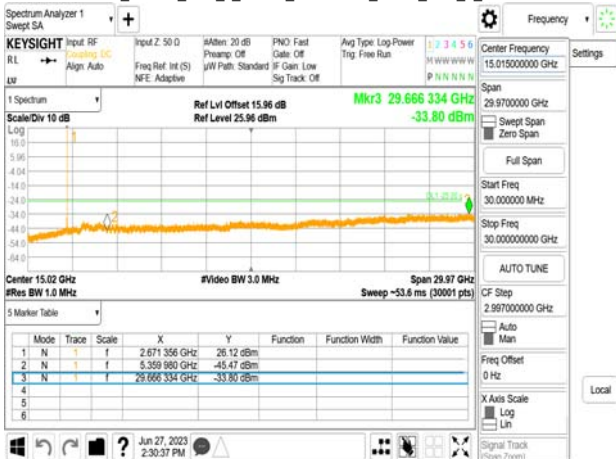 Spectrum Analyzer 1
Swept SA
Frequency
KEYSIGHT Input: RF Input Z: 50 Ω #Atten: 20 dB PNO: Fast Avg Type: Log-Power 1 2 3 4 5 6
RL Coupling: DC Preamp: Off Gate: Off Trig: Free Run M W W W W W
Align: Auto Freq Ref: Int (S) µW Path: Standard IF Gain: Low P N N N N N
NFE: Adaptive Sig Track: Off
LXI
Center Frequency
15.015000000 GHz
Settings
Span
29.9700000 GHz
Swept Span
Zero Span
Full Span
Start Freq
30.000000 MHz
Stop Freq
30.000000000 GHz
AUTO TUNE
CF Step
2.997000000 GHz
Auto
Man
Freq Offset
0 Hz
X Axis Scale
Log
Lin
Local
Signal Track
(Span Zoom)
1 Spectrum
Ref Lvl Offset 15.96 dB Mkr3 29.666 334 GHz
Scale/Div 10 dB Ref Level 25.96 dBm -33.80 dBm
Log
16.0
5.96
-4.04
-14.0
-24.0
-34.0
-44.0
-54.0
-64.0
1
2
Center 15.02 GHz #Video BW 3.0 MHz Span 29.97 GHz
#Res BW 1.0 MHz Sweep ~53.6 ms (30001 pts)
5 Marker Table
Mode Trace Scale X Y Function Function Width Function Value
1 N 1 f 2.671 356 GHz 26.12 dBm
2 N 1 f 5.359 980 GHz -45.47 dBm
3 N 1 f 29.666 334 GHz -33.80 dBm
4
5
6
Jun 27, 2023
2:30:37 PM